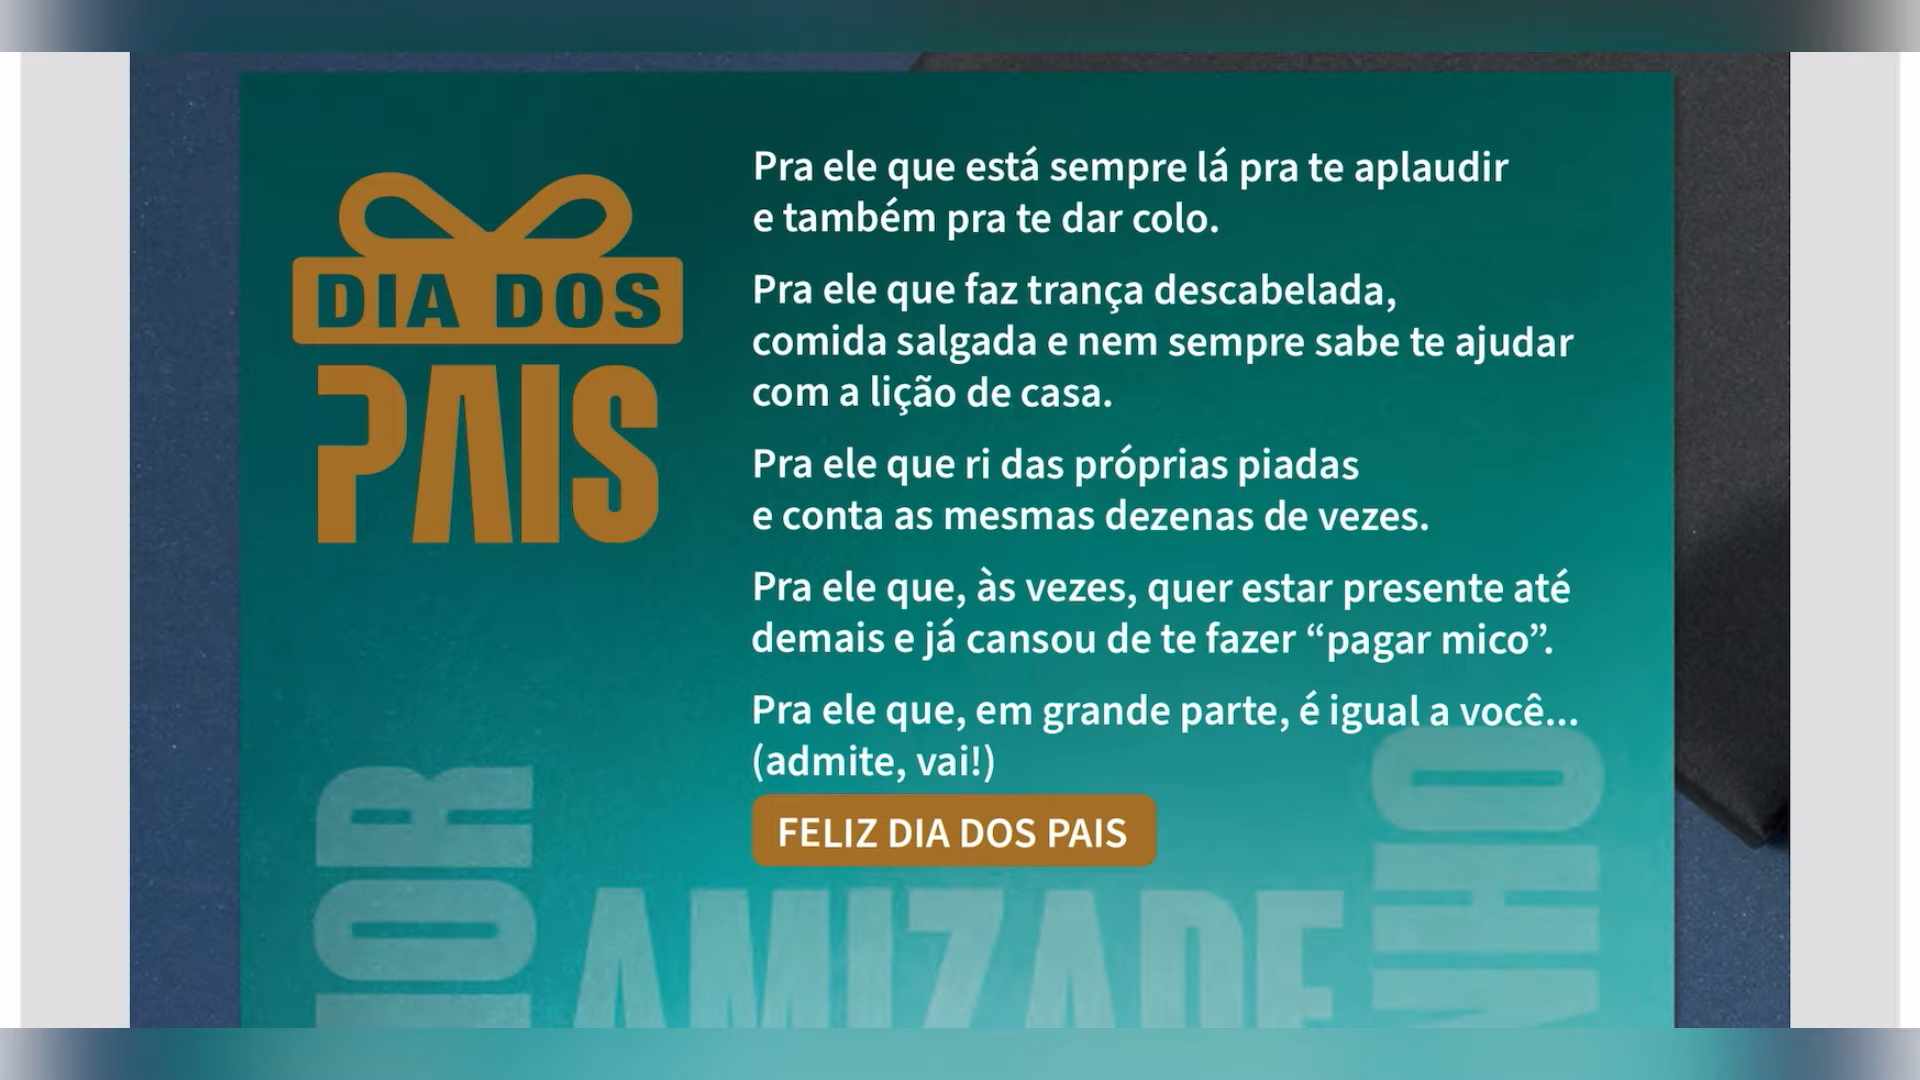 DIA DOS
PAIS
Pra ele que está sempre lá pra te aplaudir
e também pra te dar colo.
Pra ele que faz trança descabelada,
comida salgada e nem sempre sabe te ajudar
com a lição de casa.
Pra ele que ri das próprias piadas
e conta as mesmas dezenas de vezes.
Pra ele que, às vezes, quer estar presente até
demais e já cansou de te fazer “pagar mico”.
Pra ele que, em grande parte, é igual a você...
(admite, vai!)
FELIZ DIA DOS PAIS
AMIZADE